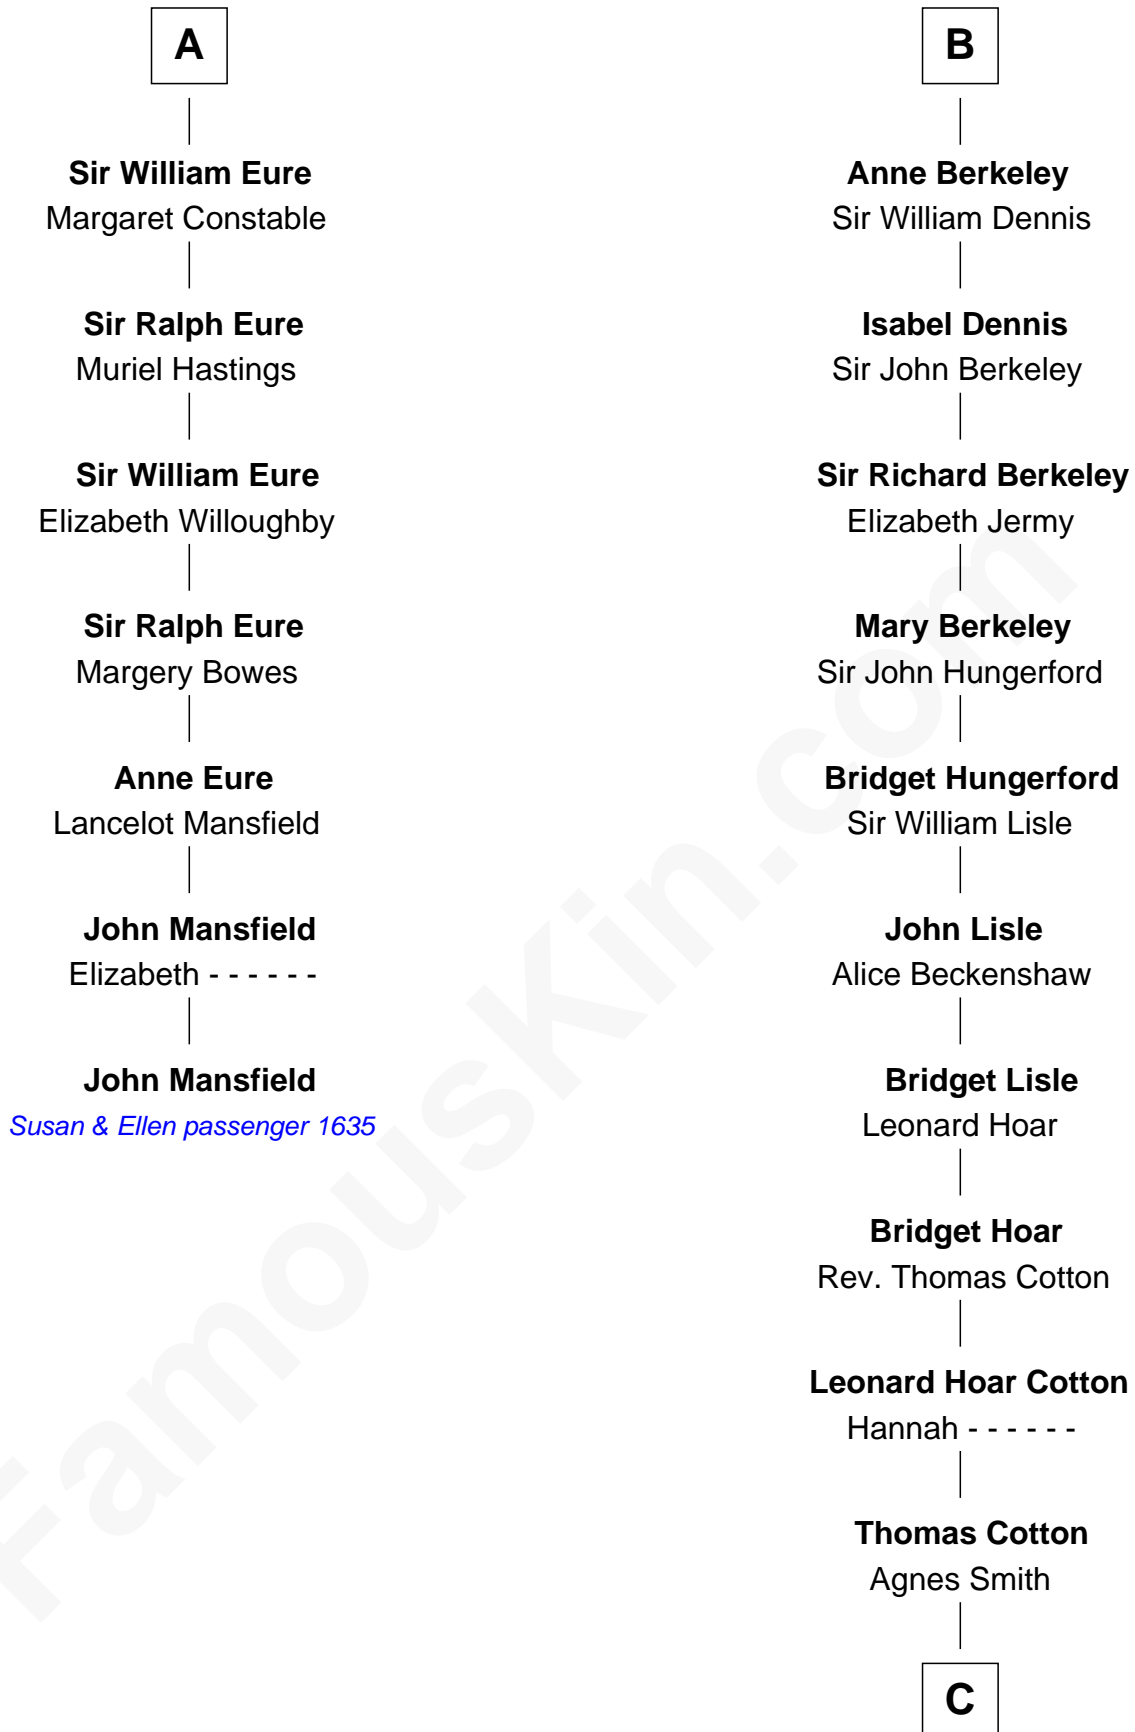 A
Sir William Eure
Margaret Constable
Sir Ralph Eure
Muriel Hastings
Sir William Eure
Elizabeth Willoughby
Sir Ralph Eure
Margery Bowes
Anne Eure
Lancelot Mansfield
John Mansfield
Elizabeth - - - - - -
John Mansfield
Susan & Ellen passenger 1635
B
Anne Berkeley
Sir William Dennis
Isabel Dennis
Sir John Berkeley
Sir Richard Berkeley
Elizabeth Jermy
Mary Berkeley
Sir John Hungerford
Bridget Hungerford
Sir William Lisle
John Lisle
Alice Beckenshaw
Bridget Lisle
Leonard Hoar
Bridget Hoar
Rev. Thomas Cotton
Leonard Hoar Cotton
Hannah - - - - - -
Thomas Cotton
Agnes Smith
C
FamousKin.com